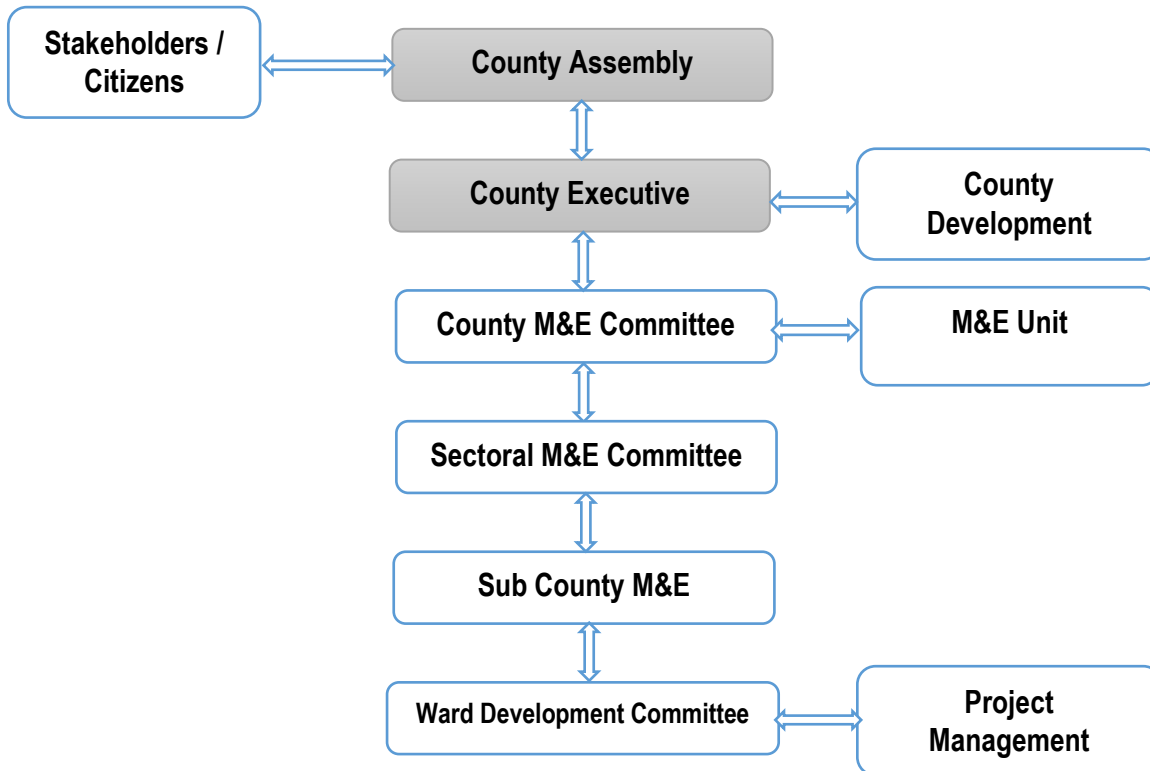 Stakeholders /
Citizens
County Assembly
County Executive
County
Development
County M&E Committee
M&E Unit
Sectoral M&E Committee
Sub County M&E
Ward Development Committee
Project
Management